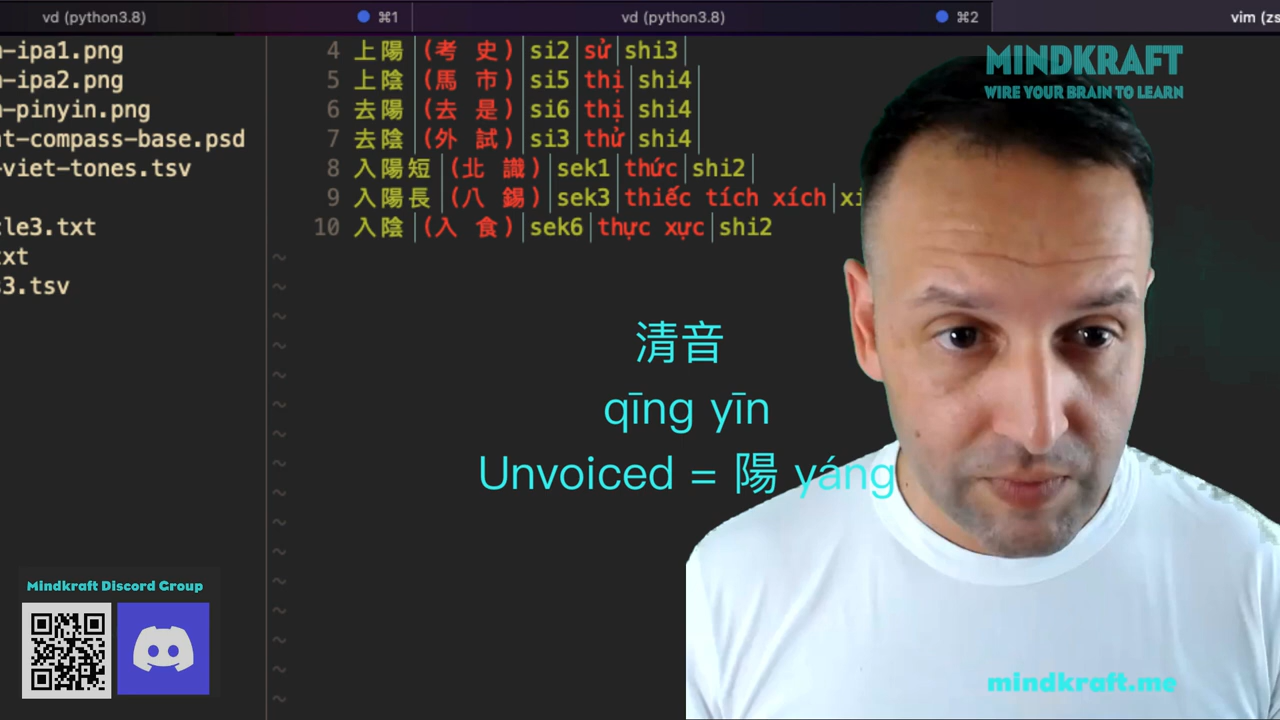 vd (python3.8)
⌘1
vd (python3.8)
⌘2
vim (zs
-ipa1.png
-ipa2.png
-pinyin.png
t-compass-base.psd
-viet-tones.tsv
tle3.txt
xt
s3.tsv
4 上陽 |(考 史)|si2|sử|shi3|
5 上陰 |(馬 市)|si5|thị|shi4|
6 去陽 |(去 是)|si6|thị|shi4|
7 去陰 |(外 試)|si3|thử|shi4|
8 入陽短 |(北 識)|sek1|thức|shi2|
9 入陽長 |(八 錫)|sek3|thiếc tích xích|xi
10 入陰 |(入 食)|sek6|thực xực|shi2
清音
qīng yīn
Unvoiced = 陽 yáng
MINDKRAFT
WIRE YOUR BRAIN TO LEARN
Mindkraft Discord Group
mindkraft.me